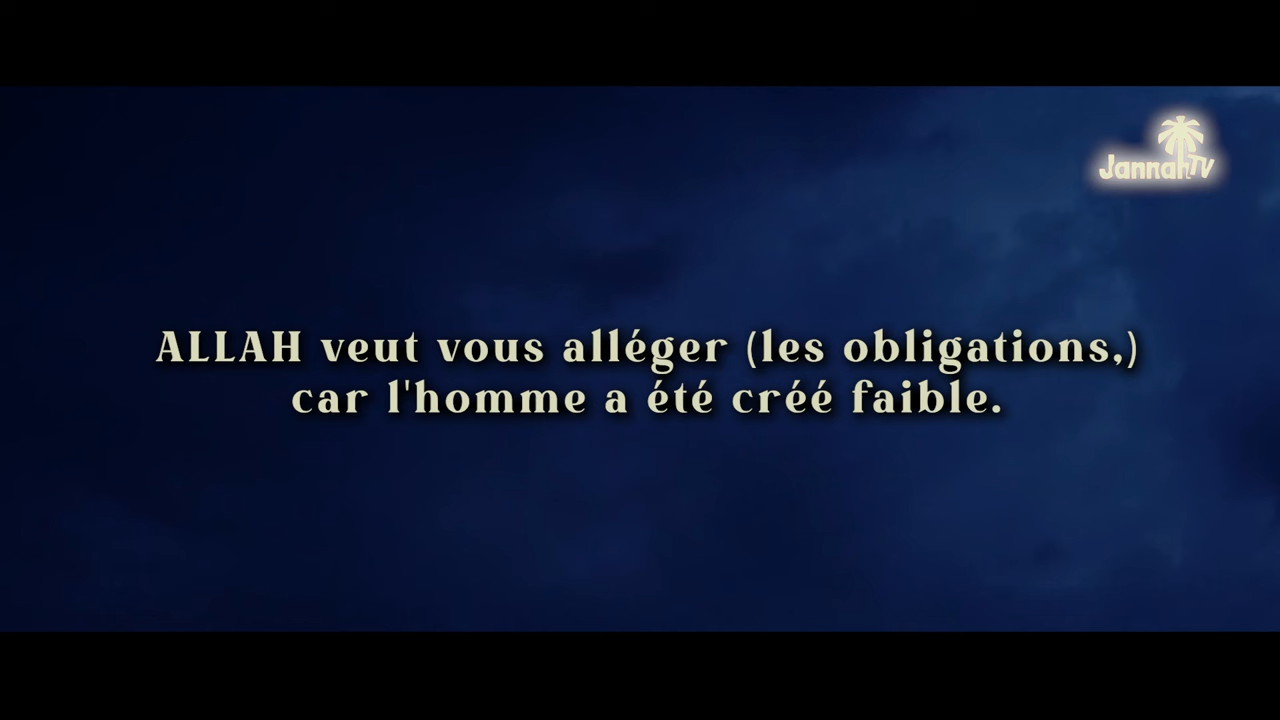 JannahTV
ALLAH veut vous alléger (les obligations,)
car l'homme a été créé faible.